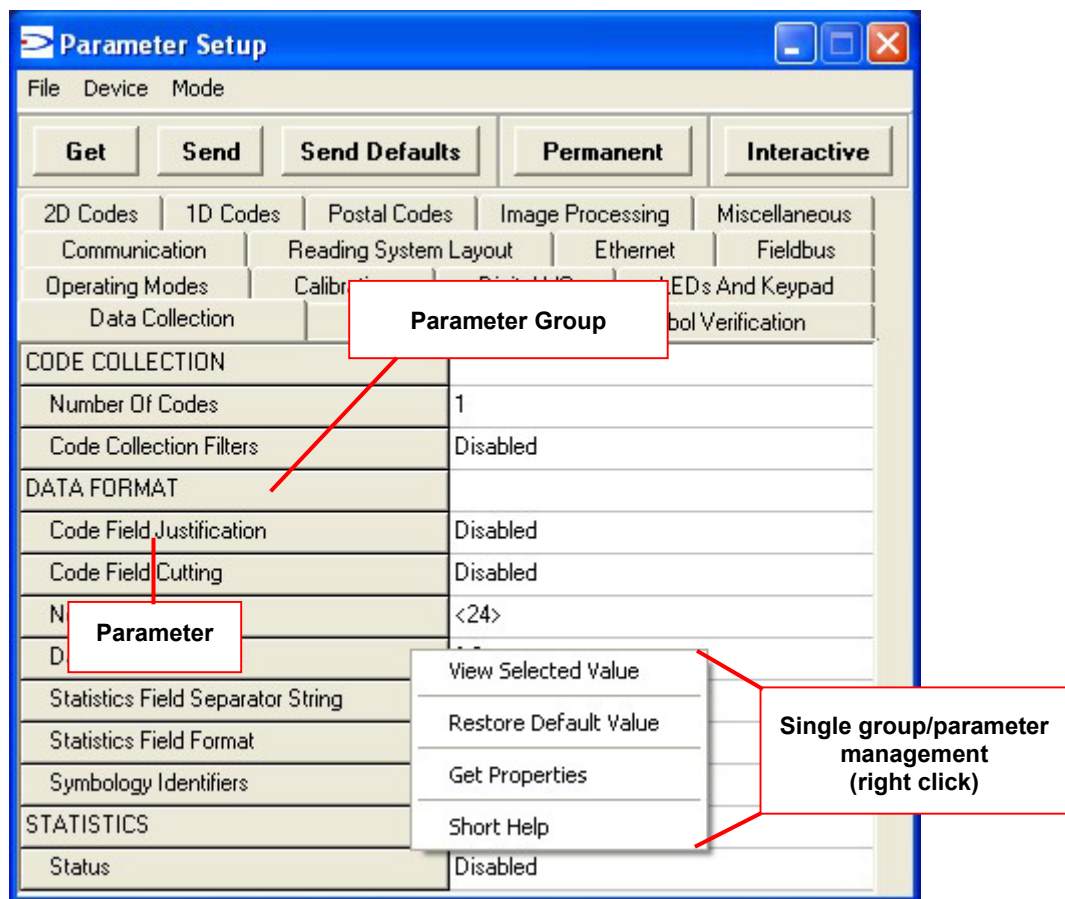 Parameter Setup
File Device Mode
Get Send Send Defaults Permanent Interactive
2D Codes 1D Codes Postal Codes Image Processing Miscellaneous
Communication Reading System Layout Ethernet Fieldbus
Operating Modes And Keypad
Data Collection Verification
Parameter Group
CODE COLLECTION
Number Of Codes 1
Code Collection Filters Disabled
DATA FORMAT
Code Field Justification Disabled
Code Field Cutting Disabled
<24>
Parameter
View Selected Value
Statistics Field Separator String
Restore Default Value
Statistics Field Format
Single group/parameter
management
(right click)
Get Properties
Symbology Identifiers
STATISTICS
Short Help
Status Disabled